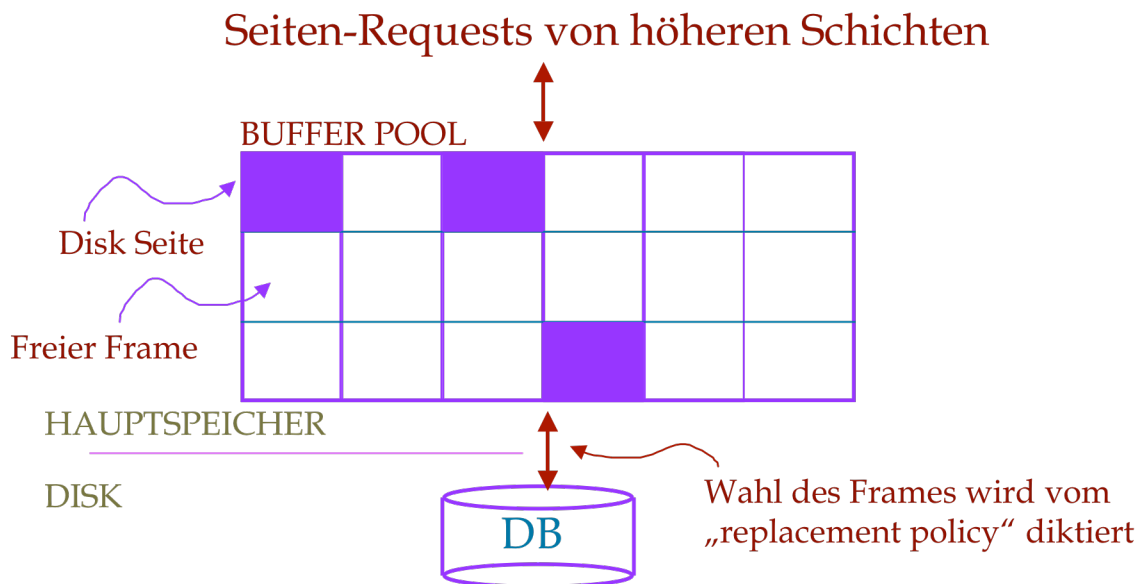 Seiten-Requests von höheren Schichten
BUFFER POOL
Disk Seite
Freier Frame
HAUPTSPEICHER
DISK
DB
Wahl des Frames wird vom
„replacement policy“ diktiert